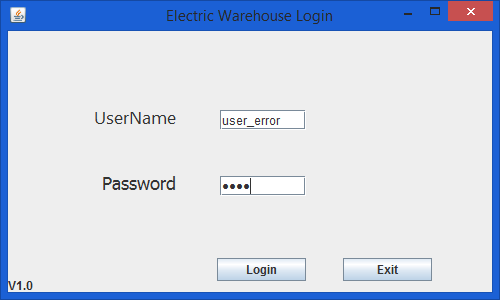 Electric Warehouse Login
UserName user_error
Password ••••
Login Exit
V1.0